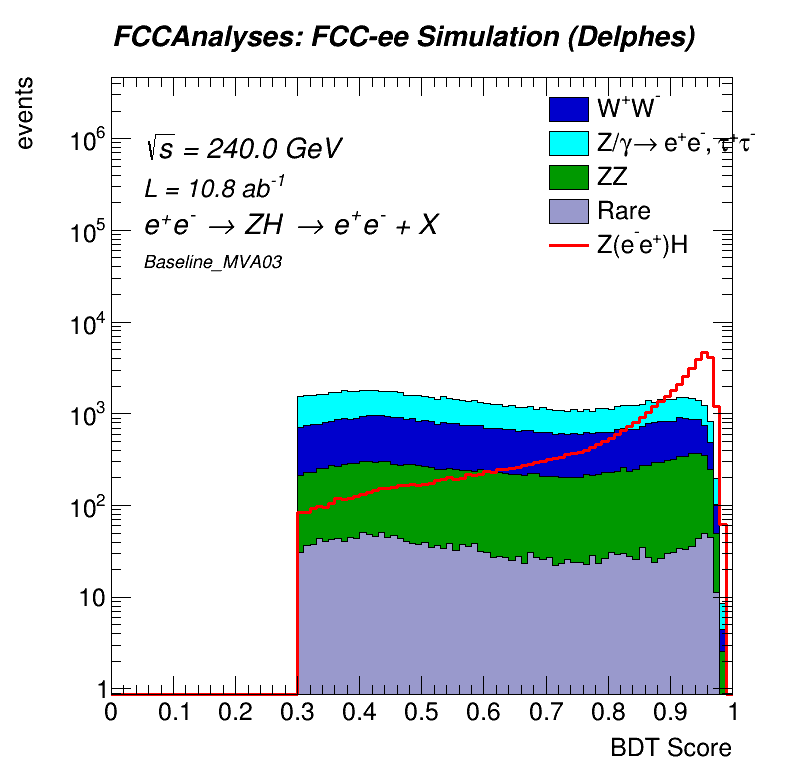 FCCAnalyses: FCC-ee Simulation (Delphes)
events
√s = 240.0 GeV
L = 10.8 ab⁻¹
e⁺e⁻ → ZH → e⁺e⁻ + X
Baseline_MVA03
W⁺W⁻
Z/γ→ e⁺e⁻, τ⁺τ⁻
ZZ
Rare
Z(e⁻e⁺)H
10⁶
10⁵
10⁴
10³
10²
10
1
0 0.1 0.2 0.3 0.4 0.5 0.6 0.7 0.8 0.9 1
BDT Score